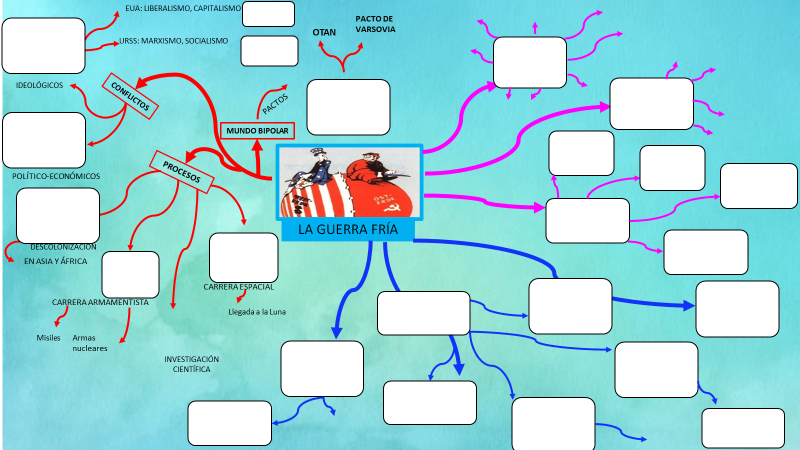 EUA: LIBERALISMO, CAPITALISMO
URSS: MARXISMO, SOCIALISMO
OTAN
PACTO DE
VARSOVIA
IDEOLÓGICOS
CONFLICTOS
PACTOS
MUNDO BIPOLAR
POLÍTICO-ECONÓMICOS
PROCESOS
LA GUERRA FRÍA
DESCOLONIZACIÓN
EN ASIA Y ÁFRICA
CARRERA ESPACIAL
Llegada a la Luna
CARRERA ARMAMENTISTA
Misiles
Armas
nucleares
INVESTIGACIÓN
CIENTÍFICA